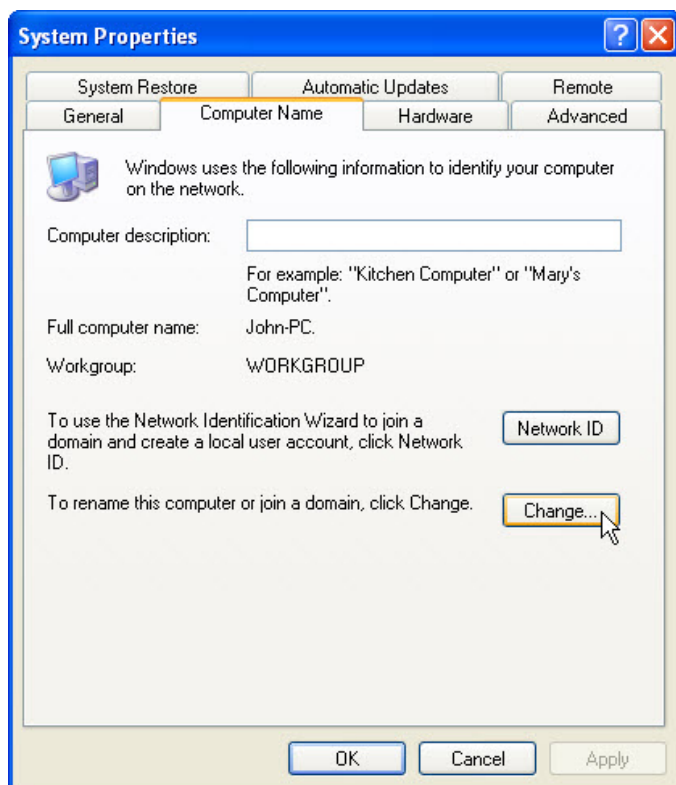 System Properties
System Restore Automatic Updates Remote
General Computer Name Hardware Advanced
Windows uses the following information to identify your computer
on the network.
Computer description:
For example: "Kitchen Computer" or "Mary's
Computer".
Full computer name: John-PC.
Workgroup: WORKGROUP
To use the Network Identification Wizard to join a
domain and create a local user account, click Network
ID.
Network ID
To rename this computer or join a domain, click Change.
Change...
OK Cancel Apply